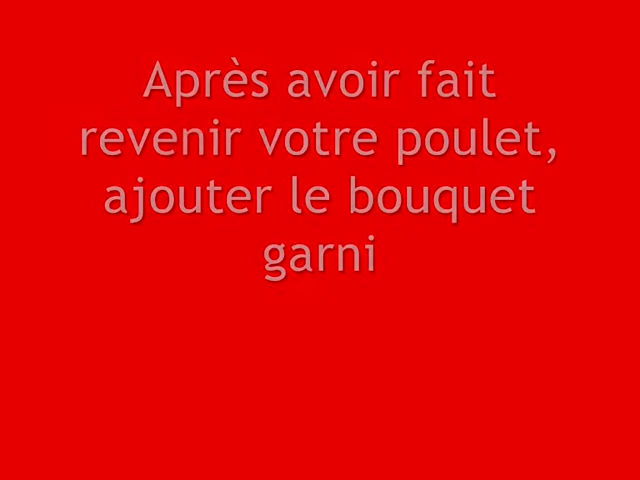 Après avoir fait
revenir votre poulet,
ajouter le bouquet
garni